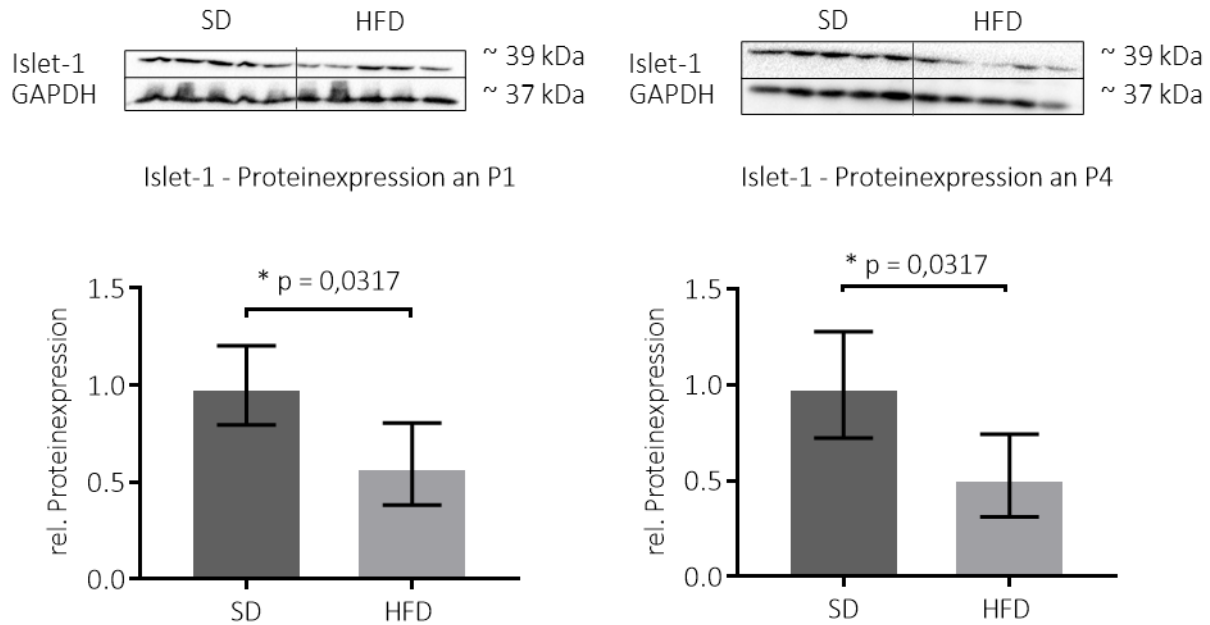 SD HFD
Islet-1 ~ 39 kDa
GAPDH ~ 37 kDa
Islet-1 - Proteinexpression an P1
* p = 0,0317
rel. Proteinexpression
1.5
1.0
0.5
0.0
SD HFD
SD HFD
Islet-1 ~ 39 kDa
GAPDH ~ 37 kDa
Islet-1 - Proteinexpression an P4
* p = 0,0317
rel. Proteinexpression
1.5
1.0
0.5
0.0
SD HFD